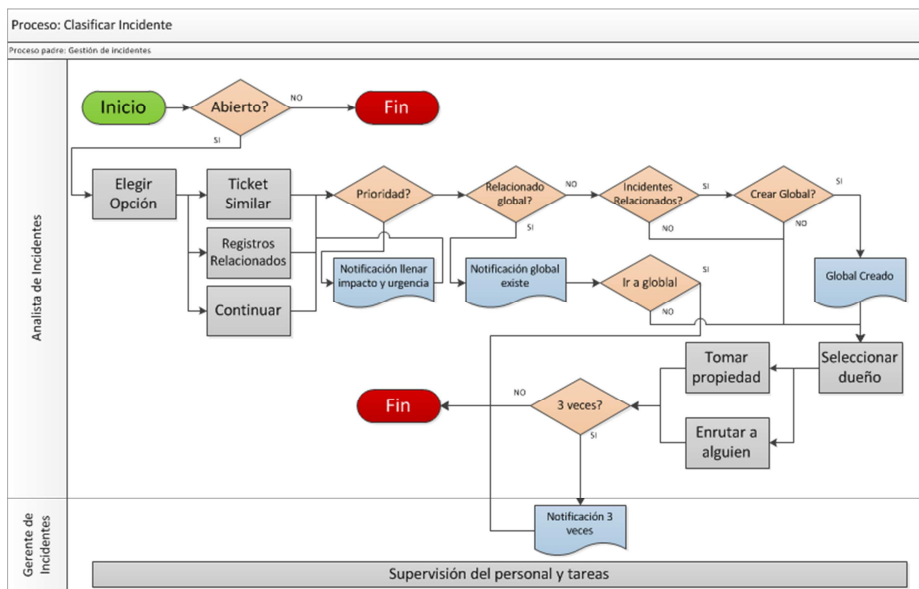 Proceso: Clasificar Incidente
Proceso padre: Gestión de incidentes
Analista de Incidentes
Inicio
Abierto?
NO
Fin
SI
Elegir
Opción
Ticket
Similar
Prioridad?
Relacionado
global?
NO
Incidentes
Relacionados?
SI
Crear Global?
SI
NO
NO
SI
Registros
Relacionados
Notificación llenar
impacto y urgencia
Notificación global
existe
Ir a globlal
SI
NO
Global Creado
Continuar
Tomar
propiedad
Seleccionar
dueño
Fin
NO
3 veces?
SI
Enrutar a
alguien
Gerente de
Incidentes
Notificación 3
veces
Supervisión del personal y tareas